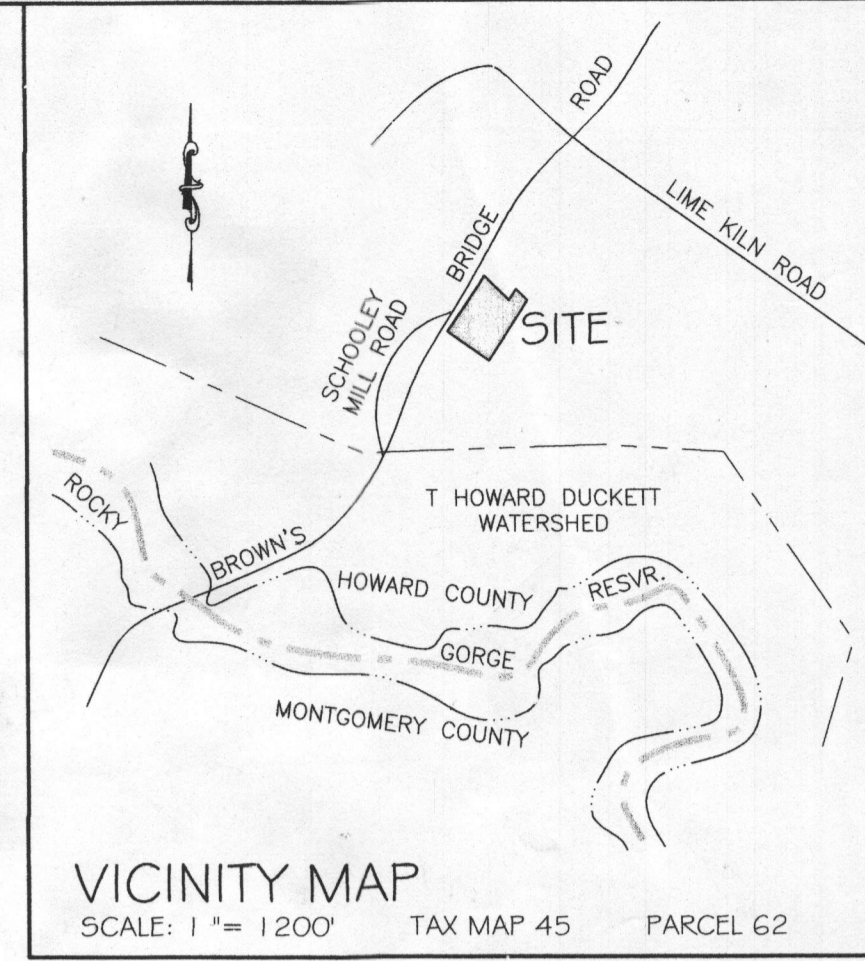 ROAD
LIME KILN ROAD
BRIDGE
SCHOOLEY
MILL ROAD
SITE
ROCKY
T HOWARD DUCKETT
WATERSHED
BROWN'S
HOWARD COUNTY
RESVR.
GORGE
MONTGOMERY COUNTY
VICINITY MAP
SCALE: 1 "= 1200' TAX MAP 45 PARCEL 62